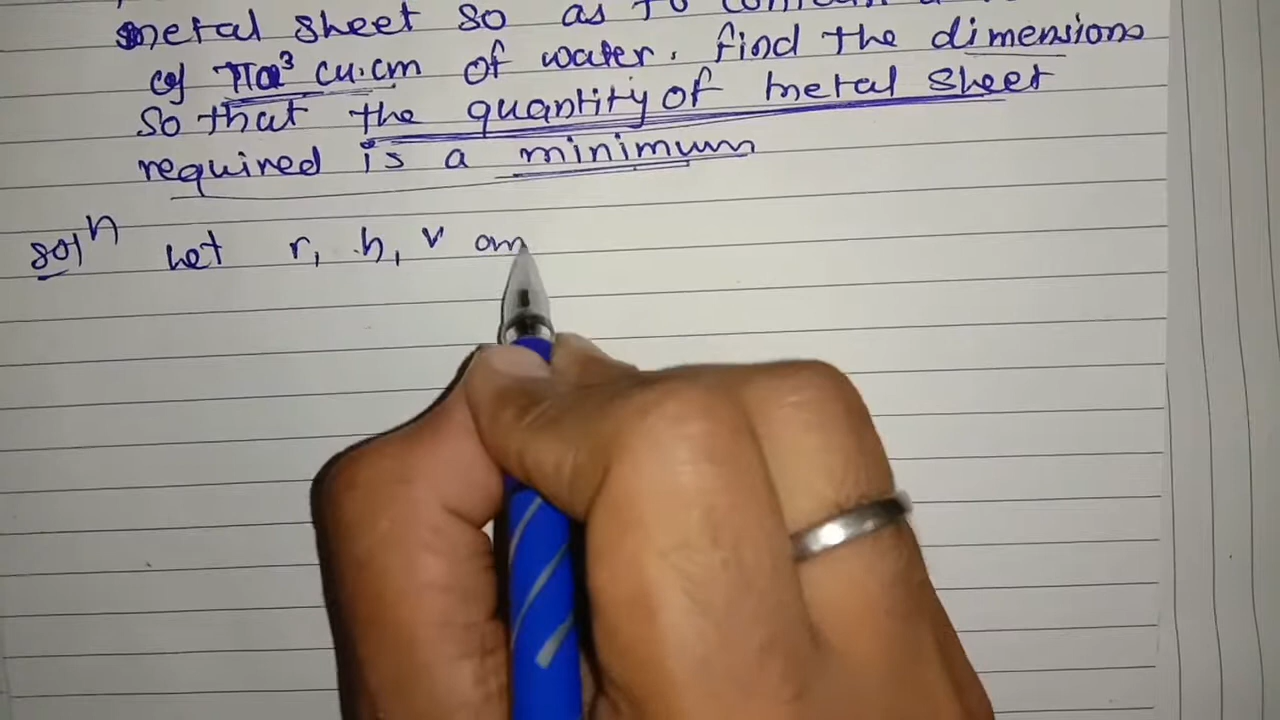 metal sheet so as to contain a
of πa³ cu.cm of water. find the dimensions
So that the quantity of metal sheet
required is a minimum
solⁿ Let r, h, v an